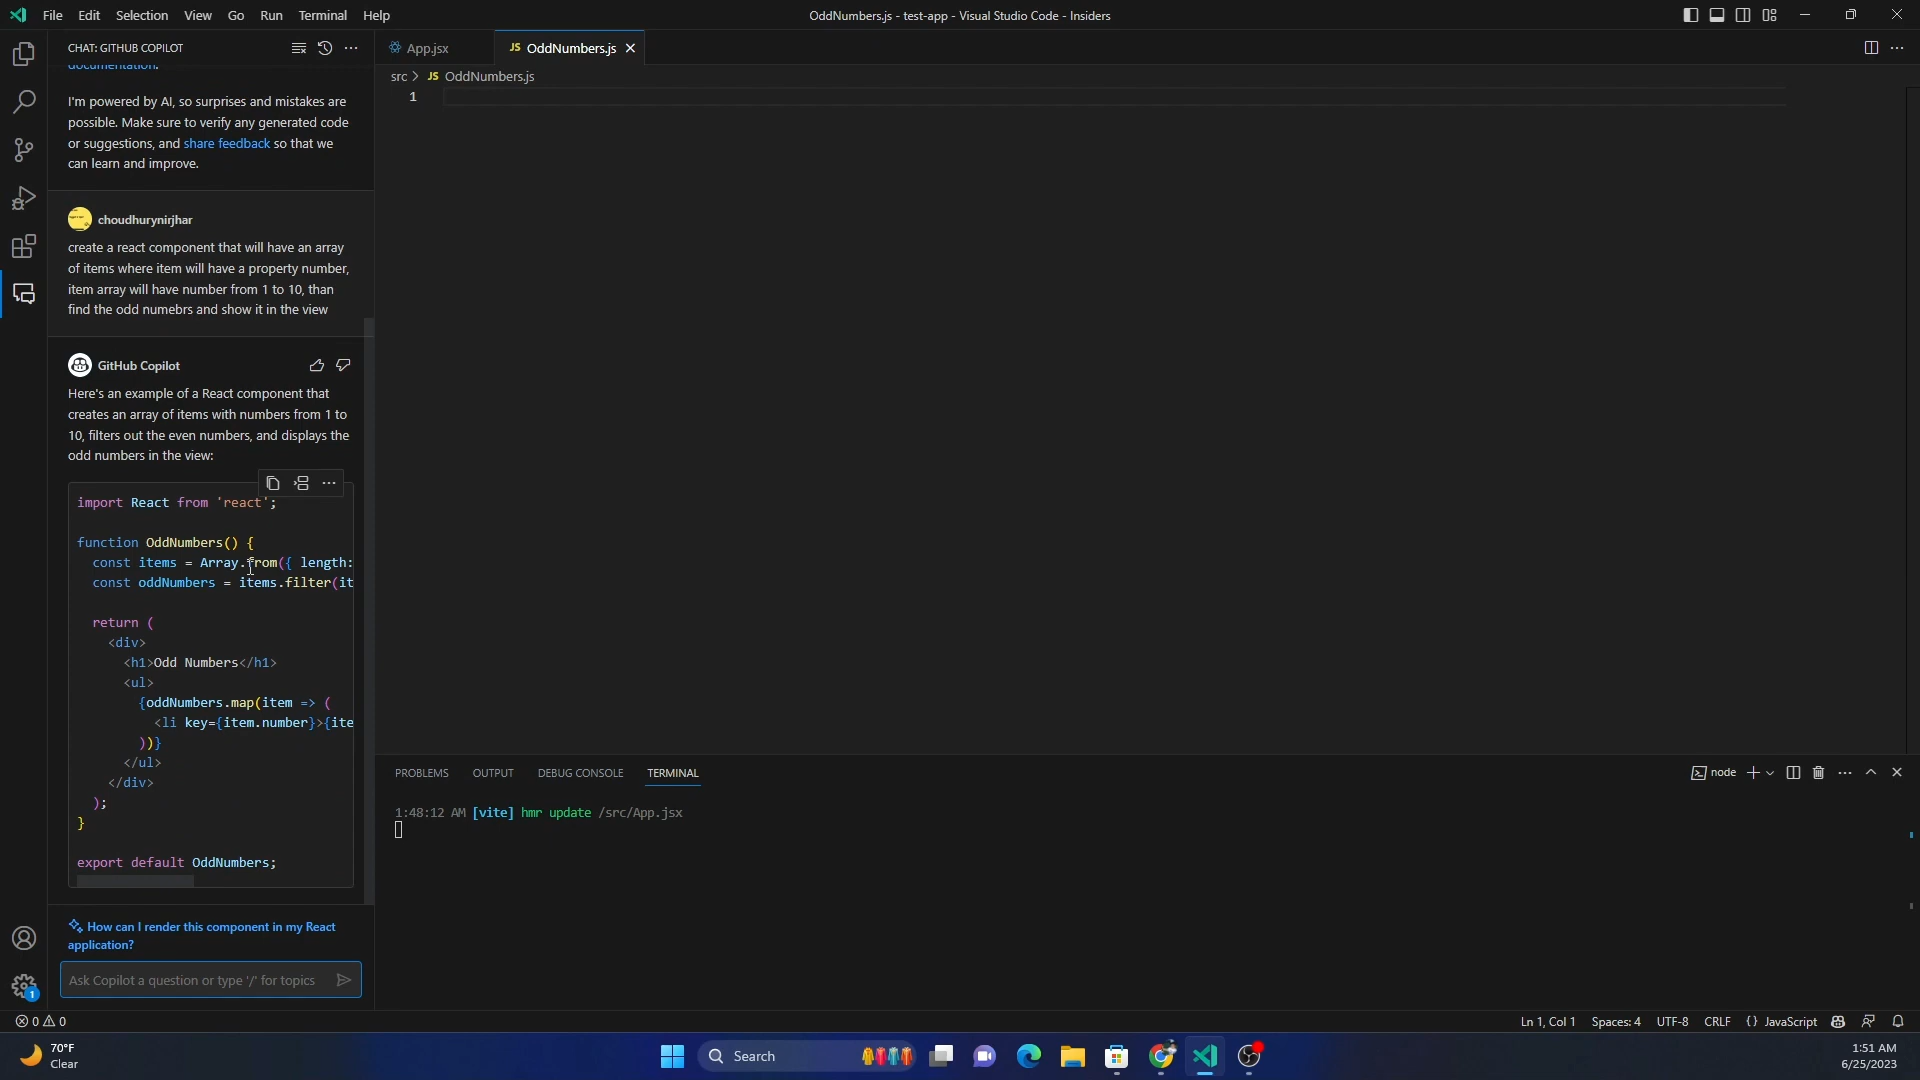 File Edit Selection View Go Run Terminal Help
OddNumbers.js - test-app - Visual Studio Code - Insiders
CHAT: GITHUB COPILOT
App.jsx
JS OddNumbers.js
src > JS OddNumbers.js
1
documentation.
I'm powered by AI, so surprises and mistakes are
possible. Make sure to verify any generated code
or suggestions, and share feedback so that we
can learn and improve.
choudhurynirjhar
create a react component that will have an array
of items where item will have a property number,
item array will have number from 1 to 10, than
find the odd numebrs and show it in the view
GitHub Copilot
Here's an example of a React component that
creates an array of items with numbers from 1 to
10, filters out the even numbers, and displays the
odd numbers in the view:
import React from 'react';
function OddNumbers() {
const items = Array.from({ length:
const oddNumbers = items.filter(it
return (
<div>
<h1>Odd Numbers</h1>
<ul>
{oddNumbers.map(item => (
<li key={item.number}>{ite
))}
</ul>
</div>
);
}
export default OddNumbers;
How can I render this component in my React
application?
Ask Copilot a question or type '/' for topics
PROBLEMS OUTPUT DEBUG CONSOLE TERMINAL
node
1:48:12 AM [vite] hmr update /src/App.jsx
1
0 0
Ln 1, Col 1 Spaces: 4 UTF-8 CRLF {} JavaScript
70°F
Clear
Search
1:51 AM
6/25/2023